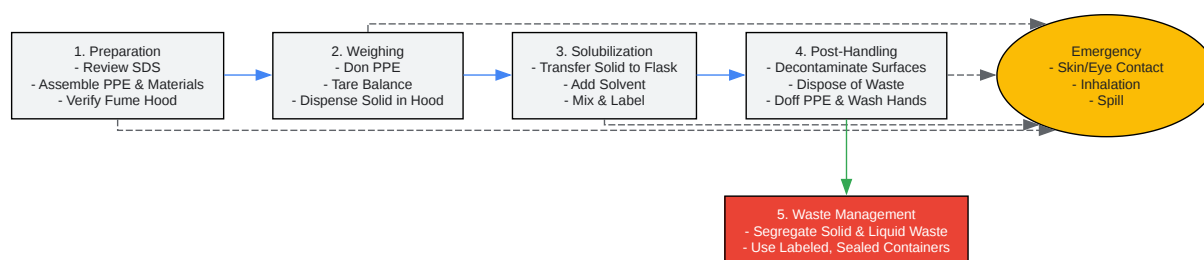 1. Preparation
- Review SDS
- Assemble PPE & Materials
- Verify Fume Hood
2. Weighing
- Don PPE
- Tare Balance
- Dispense Solid in Hood
3. Solubilization
- Transfer Solid to Flask
- Add Solvent
- Mix & Label
4. Post-Handling
- Decontaminate Surfaces
- Dispose of Waste
- Doff PPE & Wash Hands
Emergency
- Skin/Eye Contact
- Inhalation
- Spill
5. Waste Management
- Segregate Solid & Liquid Waste
- Use Labeled, Sealed Containers